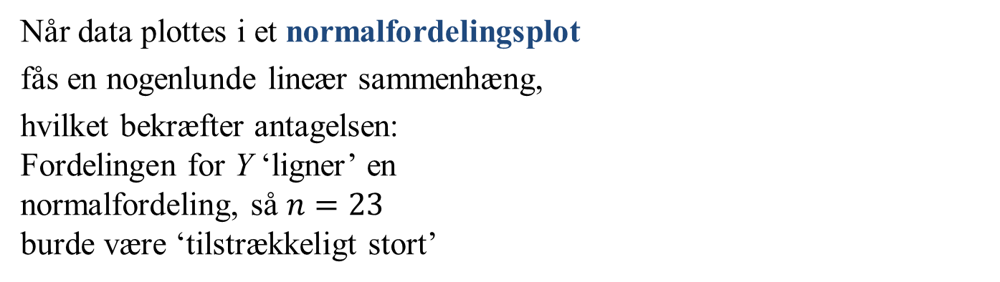 Når data plottes i et normalfordelingsplot
fås en nogenlunde lineær sammenhæng,
hvilket bekræfter antagelsen:
Fordelingen for Y ‘ligner’ en
normalfordeling, så n = 23
burde være ‘tilstrækkeligt stort’